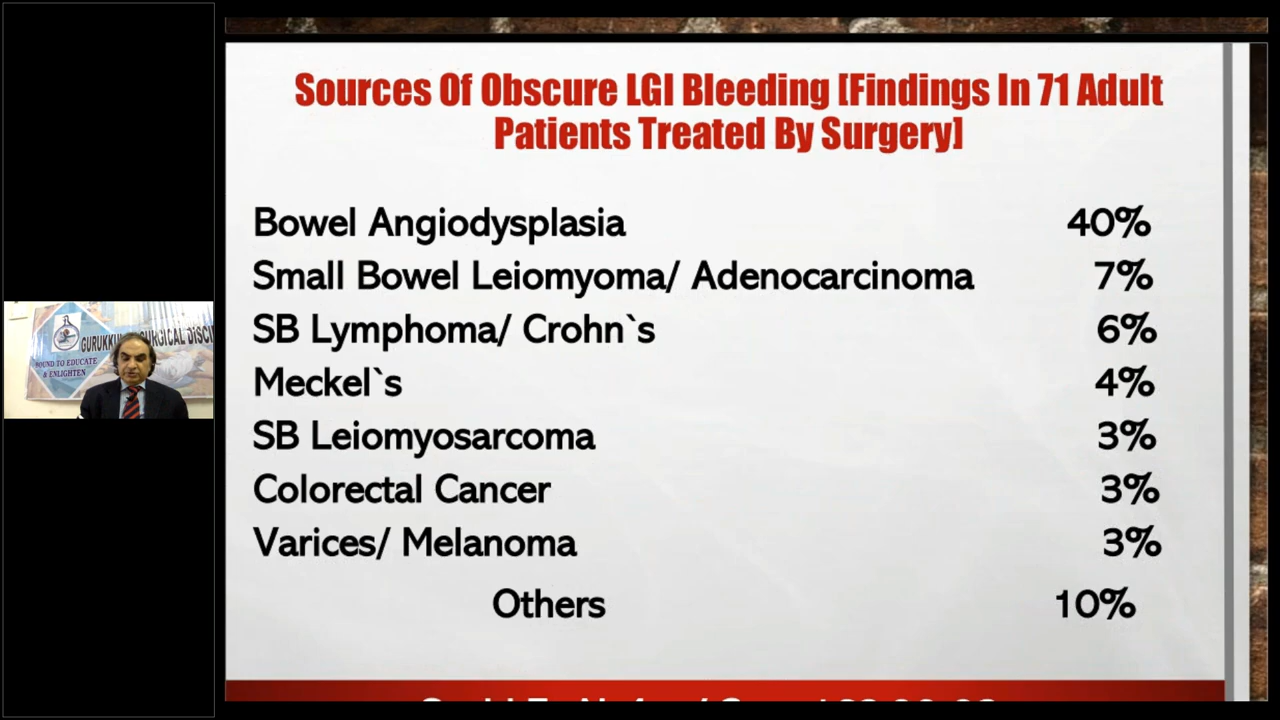 Sources Of Obscure LGI Bleeding [Findings In 71 Adult
Patients Treated By Surgery]
Bowel Angiodysplasia 40%
Small Bowel Leiomyoma/ Adenocarcinoma 7%
SB Lymphoma/ Crohn`s 6%
Meckel`s 4%
SB Leiomyosarcoma 3%
Colorectal Cancer 3%
Varices/ Melanoma 3%
Others 10%
OUND TO EDUCATE
& ENLIGHTEN